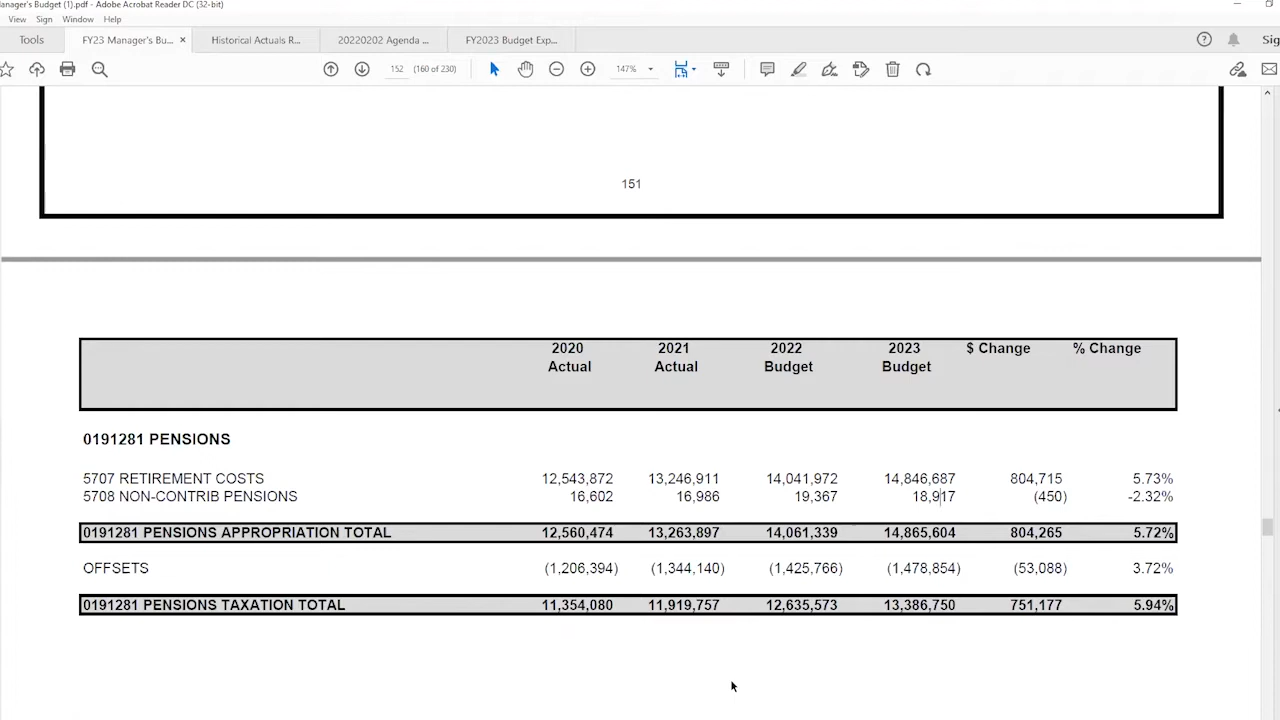 anager's Budget (1).pdf - Adobe Acrobat Reader DC (32-bit)
View Sign Window Help
Tools FY23 Manager's Bu... × Historical Actuals R... 20220202 Agenda ... FY2023 Budget Exp...
152 (160 of 230) 147%
151
2020 2021 2022 2023 $ Change % Change
Actual Actual Budget Budget
0191281 PENSIONS
5707 RETIREMENT COSTS 12,543,872 13,246,911 14,041,972 14,846,687 804,715 5.73%
5708 NON-CONTRIB PENSIONS 16,602 16,986 19,367 18,917 (450) -2.32%
0191281 PENSIONS APPROPRIATION TOTAL 12,560,474 13,263,897 14,061,339 14,865,604 804,265 5.72%
OFFSETS (1,206,394) (1,344,140) (1,425,766) (1,478,854) (53,088) 3.72%
0191281 PENSIONS TAXATION TOTAL 11,354,080 11,919,757 12,635,573 13,386,750 751,177 5.94%